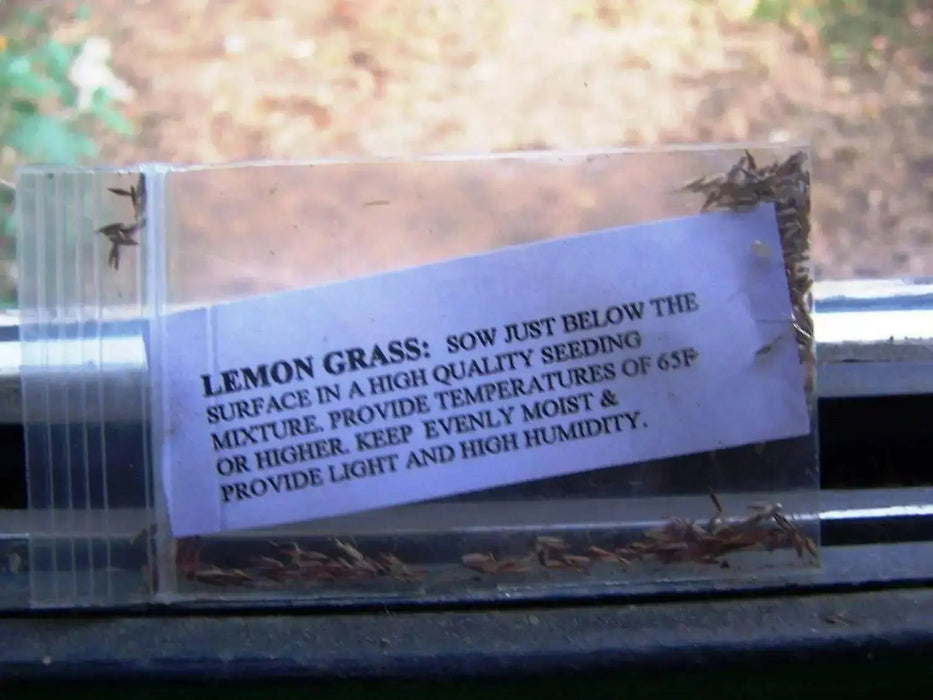 LEMON GRASS: SOW JUST BELOW THE
SURFACE IN A HIGH QUALITY SEEDING
MIXTURE. PROVIDE TEMPERATURES OF 65F
OR HIGHER. KEEP EVENLY MOIST &
PROVIDE LIGHT AND HIGH HUMIDITY.